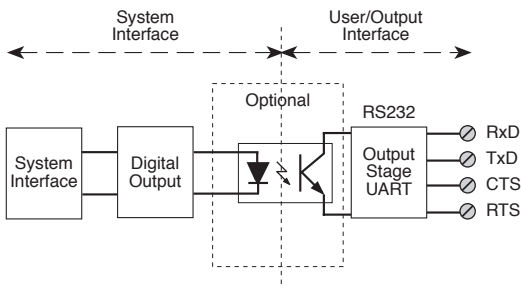 System
Interface
User/Output
Interface
Optional
RS232
System
Interface
Digital
Output
Output
Stage
UART
RxD
TxD
CTS
RTS